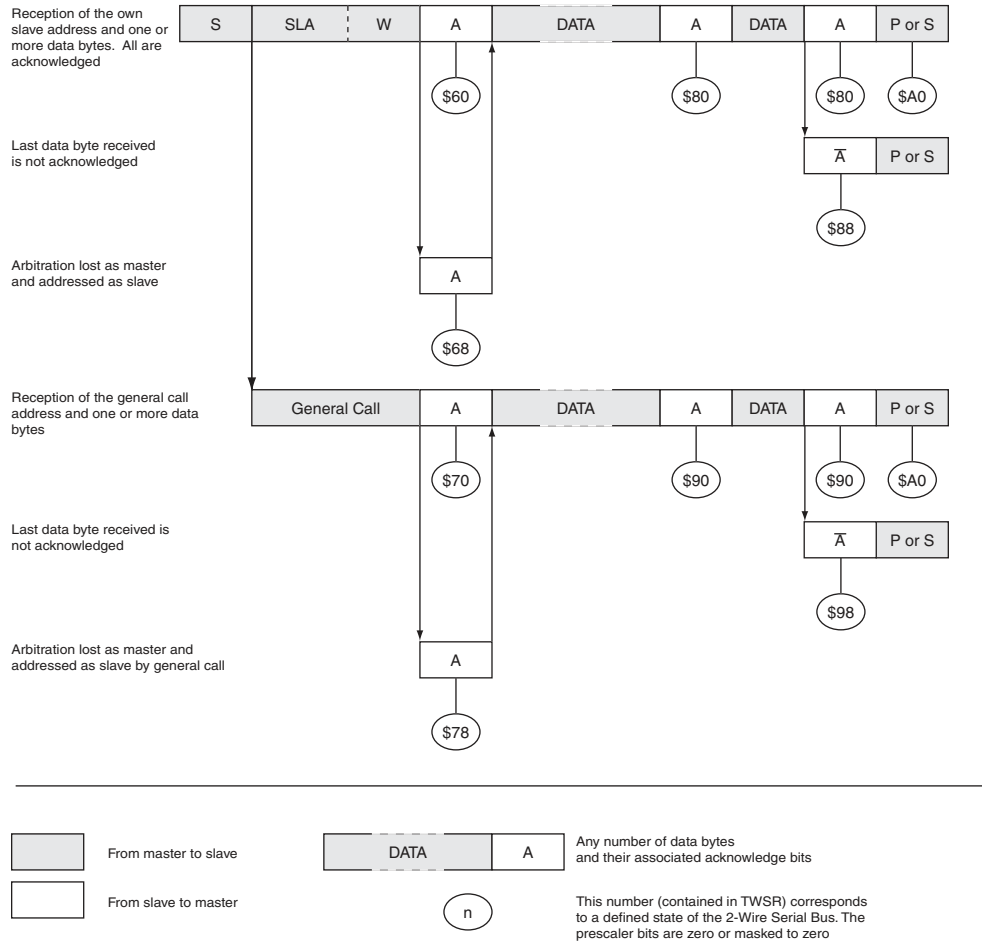 Reception of the own
slave address and one or
more data bytes.  All are
acknowledged
S SLA W A DATA A DATA A P or S
$60 $80 $80 $A0
Last data byte received
is not acknowledged
A̅ P or S
$88
Arbitration lost as master
and addressed as slave
A
$68
Reception of the general call
address and one or more data
bytes
General Call A DATA A DATA A P or S
$70 $90 $90 $A0
Last data byte received is
not acknowledged
A̅ P or S
$98
Arbitration lost as master and
addressed as slave by general call
A
$78
From master to slave
From slave to master
DATA A
Any number of data bytes
and their associated acknowledge bits
n
This number (contained in TWSR) corresponds
to a defined state of the 2-Wire Serial Bus. The
prescaler bits are zero or masked to zero